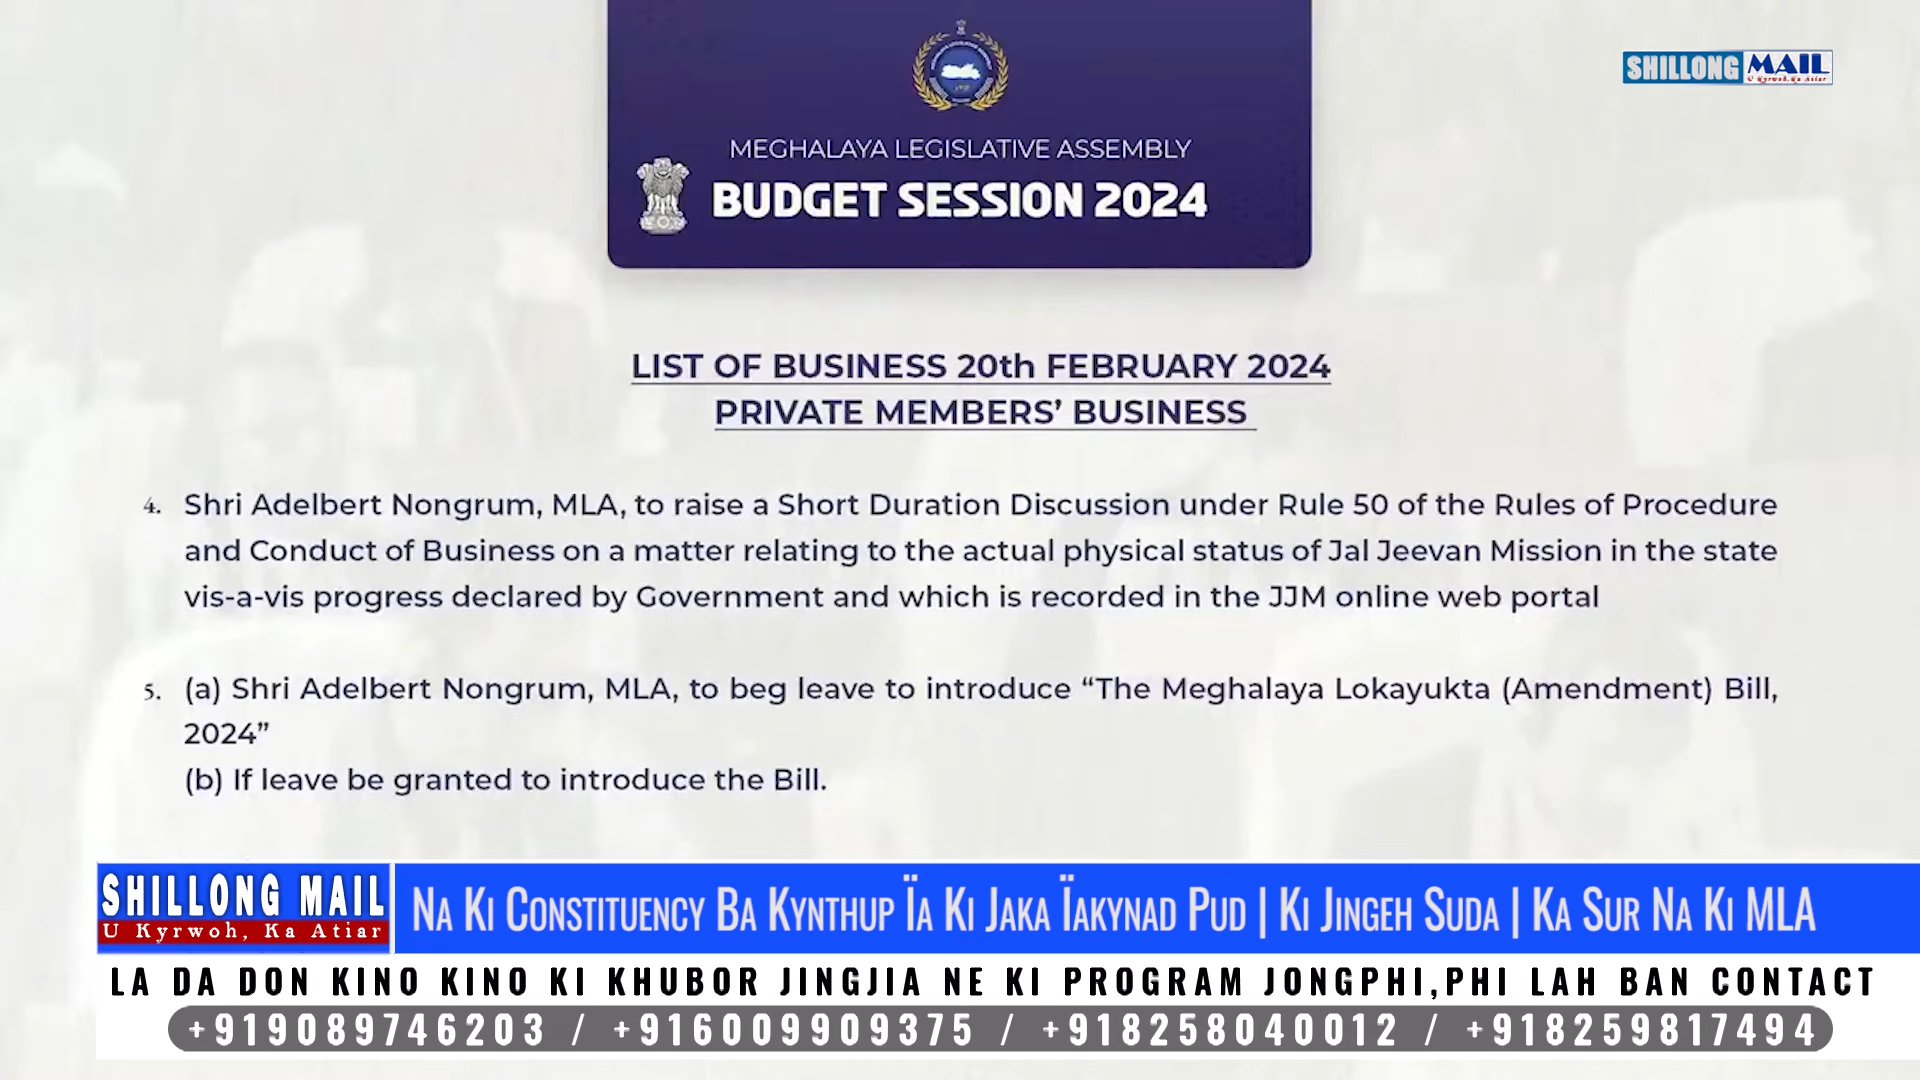 SHILLONG MAIL
U Kyrwoh, Ka Atiar
MEGHALAYA LEGISLATIVE ASSEMBLY
BUDGET SESSION 2024
LIST OF BUSINESS 20th FEBRUARY 2024
PRIVATE MEMBERS’ BUSINESS
4. Shri Adelbert Nongrum, MLA, to raise a Short Duration Discussion under Rule 50 of the Rules of Procedure
and Conduct of Business on a matter relating to the actual physical status of Jal Jeevan Mission in the state
vis-a-vis progress declared by Government and which is recorded in the JJM online web portal
5. (a) Shri Adelbert Nongrum, MLA, to beg leave to introduce “The Meghalaya Lokayukta (Amendment) Bill,
2024”
(b) If leave be granted to introduce the Bill.
SHILLONG MAIL
U Kyrwoh, Ka Atiar
Na Ki Constituency Ba Kynthup Ïa Ki Jaka Ïakynad Pud | Ki Jingeh Suda | Ka Sur Na Ki MLA
LA DA DON KINO KINO KI KHUBOR JINGJIA NE KI PROGRAM JONGPHI,PHI LAH BAN CONTACT
+919089746203 / +916009909375 / +918258040012 / +918259817494